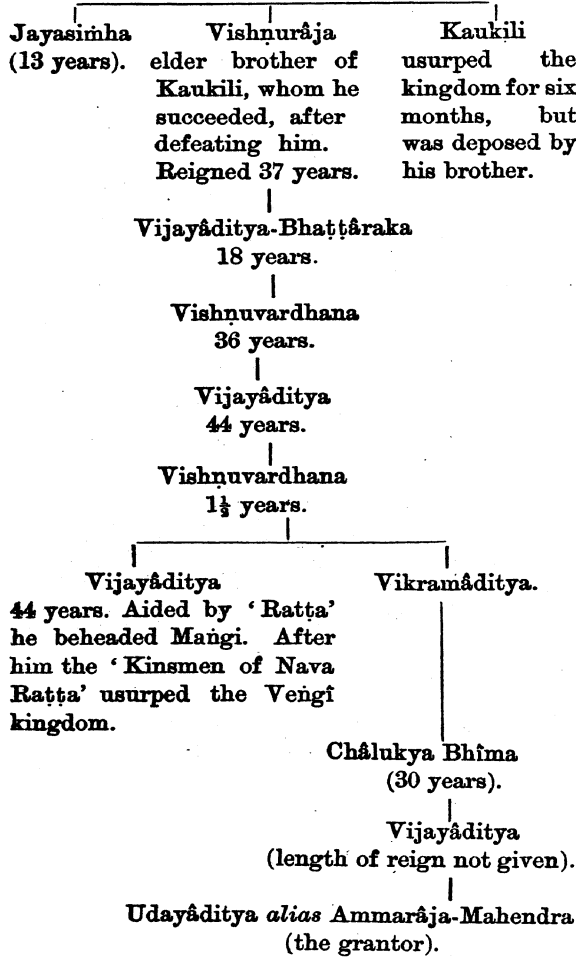 Jayasiṁha
(13 years).
Vishṇurâja
elder brother of
Kaukili, whom he
succeeded, after
defeating him.
Reigned 37 years.
Kaukili
usurped the
kingdom for six
months, but
was deposed by
his brother.
Vijayâditya-Bhaṭṭâraka
18 years.
Vishṇuvardhana
36 years.
Vijayâditya
44 years.
Vishṇuvardhana
1½ years.
Vijayâditya
44 years. Aided by ‘Raṭṭa’
he beheaded Maṅgi. After
him the ‘Kinsmen of Nava
Raṭṭa’ usurped the Veṅgî
kingdom.
Vikramâditya.
Châlukya Bhîma
(30 years).
Vijayâditya
(length of reign not given).
Udayâditya alias Ammarâja-Mahendra
(the grantor).